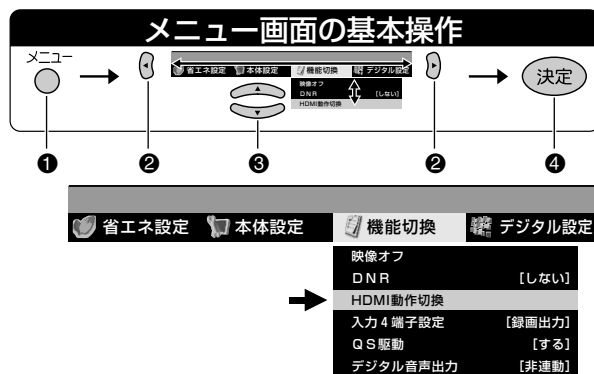 メニュー画面の基本操作
メニュー
省エネ設定 本体設定 機能切換 デジタル設定
映像オフ
DNR [しない]
HDMI動作切換
決定
❶ ❷ ❸ ❷ ❹
省エネ設定 本体設定 機能切換 デジタル設定
映像オフ
DNR [しない]
HDMI動作切換
入力4端子設定 [録画出力]
QS駆動 [する]
デジタル音声出力 [非連動]